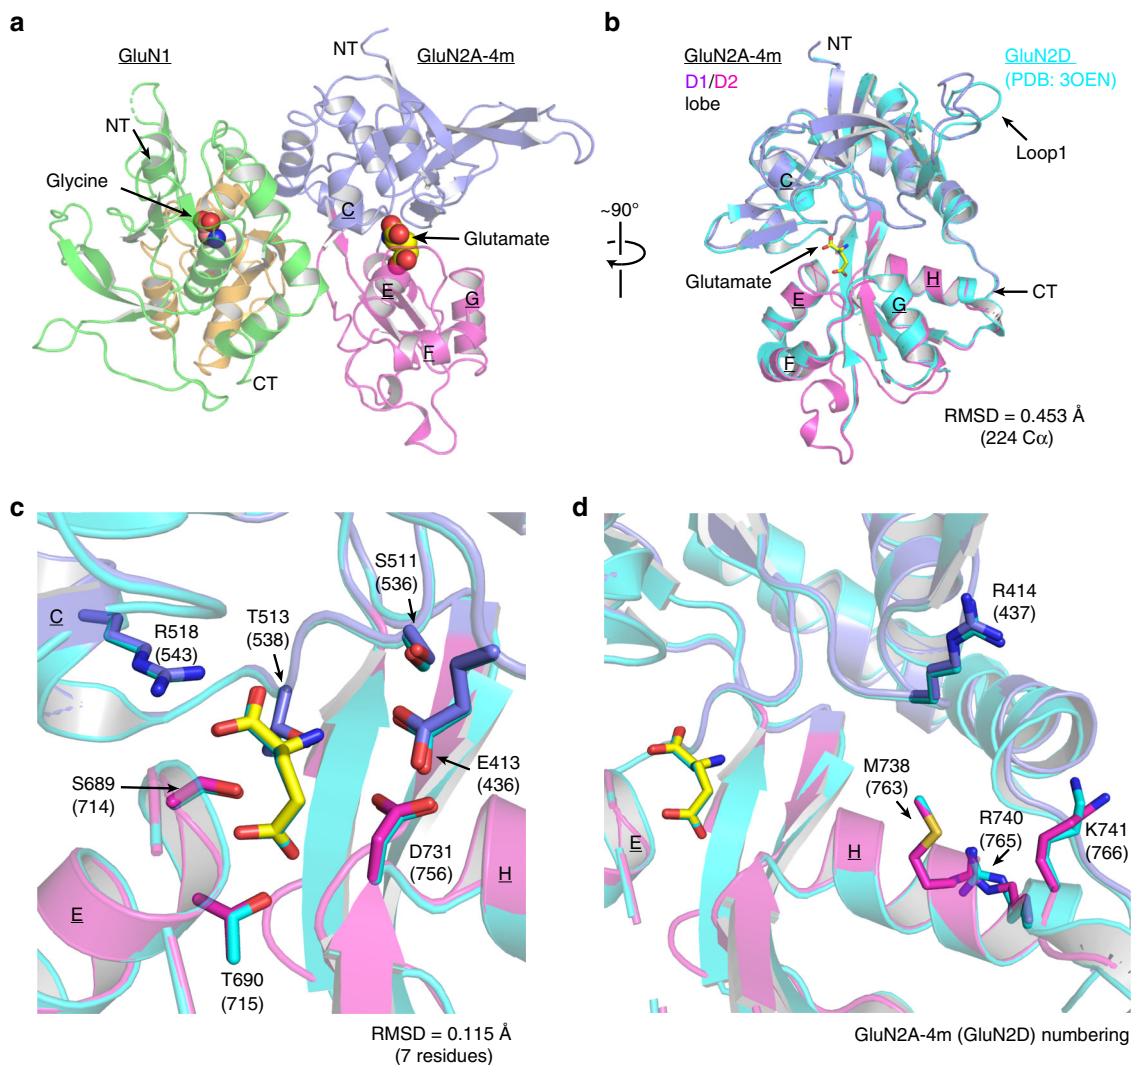 a
GluN1
NT
GluN2A-4m
NT
Glycine
C
Glutamate
E
G
F
CT
~90°
b
GluN2A-4m
D1/D2
lobe
NT
GluN2D
(PDB: 3OEN)
Loop1
C
Glutamate
E
H
G
CT
F
RMSD = 0.453 Å
(224 Cα)
c
C
R518
(543)
T513
(538)
S511
(536)
S689
(714)
E413
(436)
D731
(756)
H
E
T690
(715)
RMSD = 0.115 Å
(7 residues)
d
R414
(437)
M738
(763)
R740
(765)
K741
(766)
E
H
GluN2A-4m (GluN2D) numbering